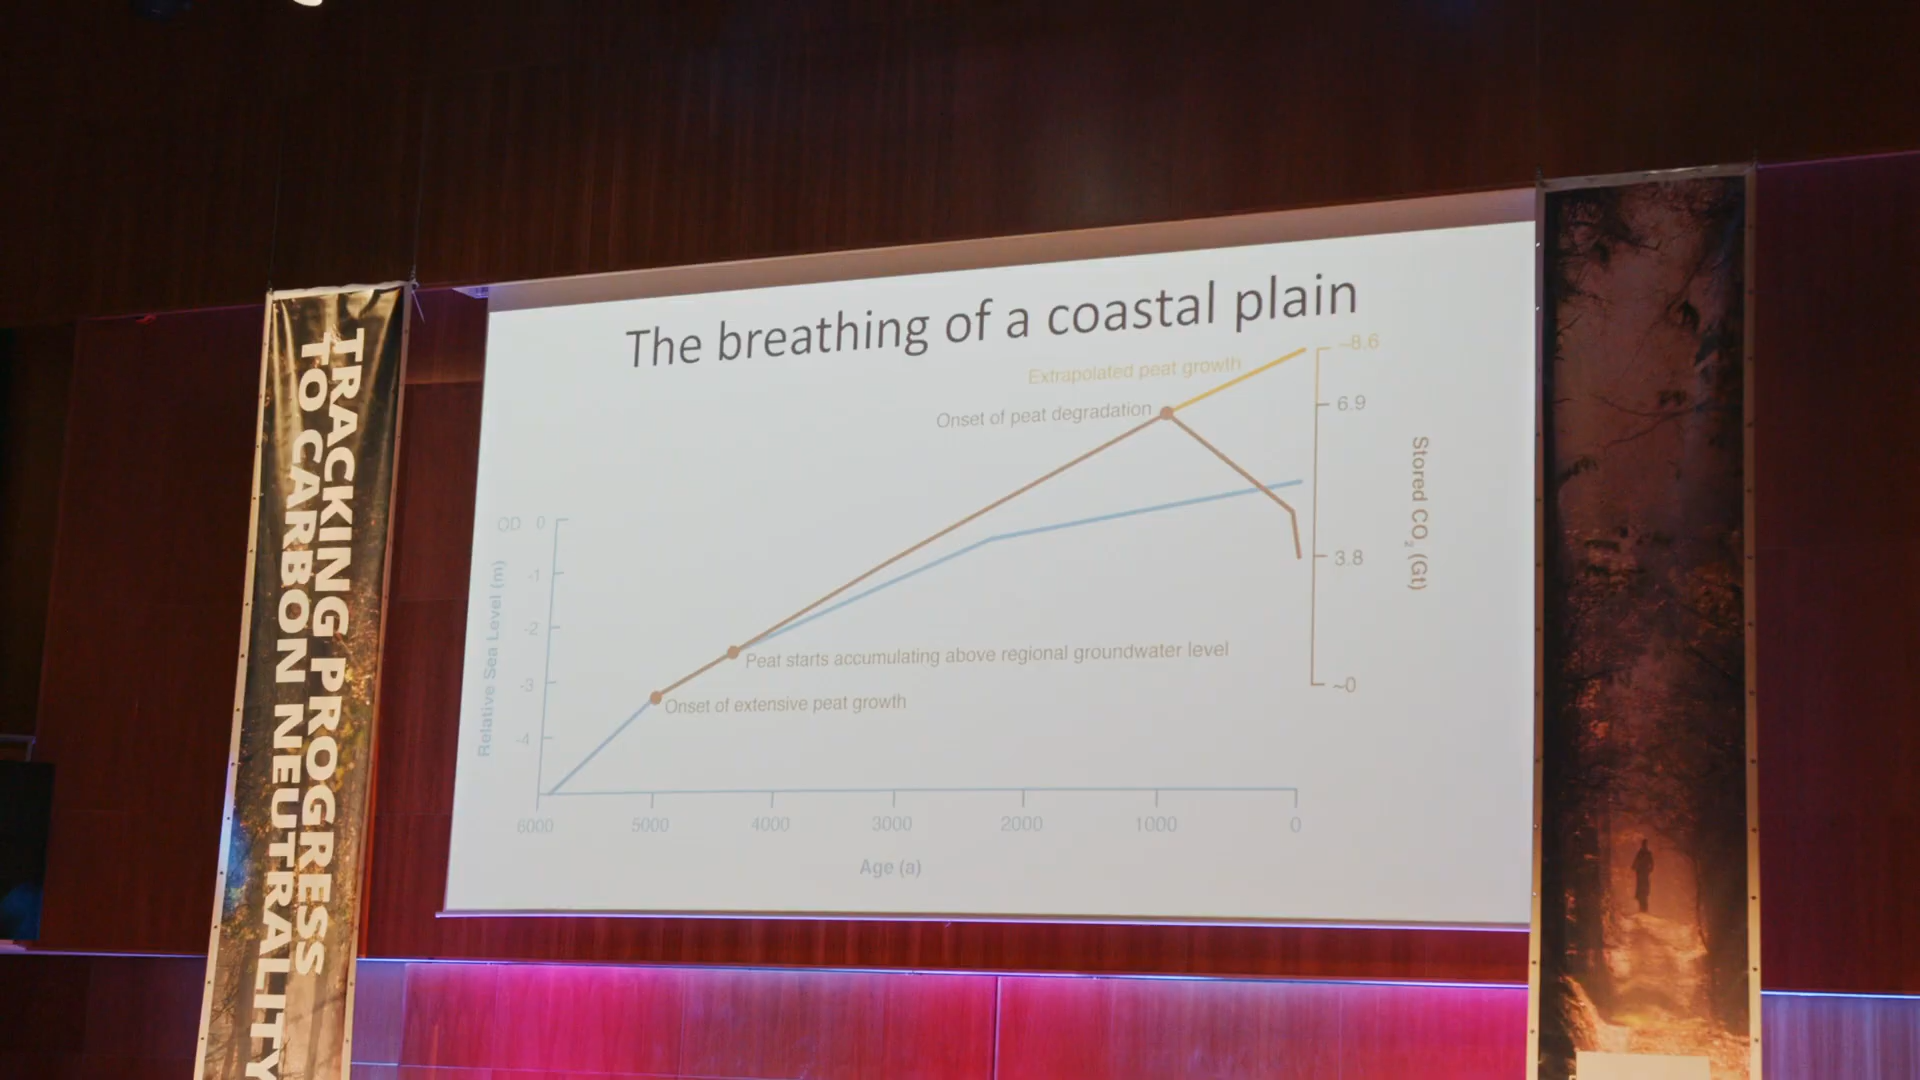 TRACKING PROGRESS
TO CARBON NEUTRALITY
The breathing of a coastal plain
Extrapolated peat growth
Onset of peat degradation
~8.6
6.9
3.8
~0
Stored CO₂ (Gt)
OD 0
-1
-2
-3
-4
Relative Sea Level (m)
Peat starts accumulating above regional groundwater level
Onset of extensive peat growth
6000 5000 4000 3000 2000 1000 0
Age (a)